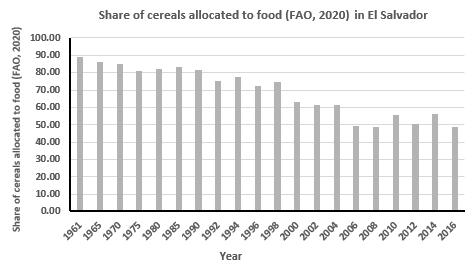 Share of cereals allocated to food (FAO, 2020) in El Salvador
Share of cereals allocated to food (FAO, 2020)
100.00
90.00
80.00
70.00
60.00
50.00
40.00
30.00
20.00
10.00
0.00
1961 1965 1970 1975 1980 1985 1990 1992 1994 1996 1998 2000 2002 2004 2006 2008 2010 2012 2014 2016
Year